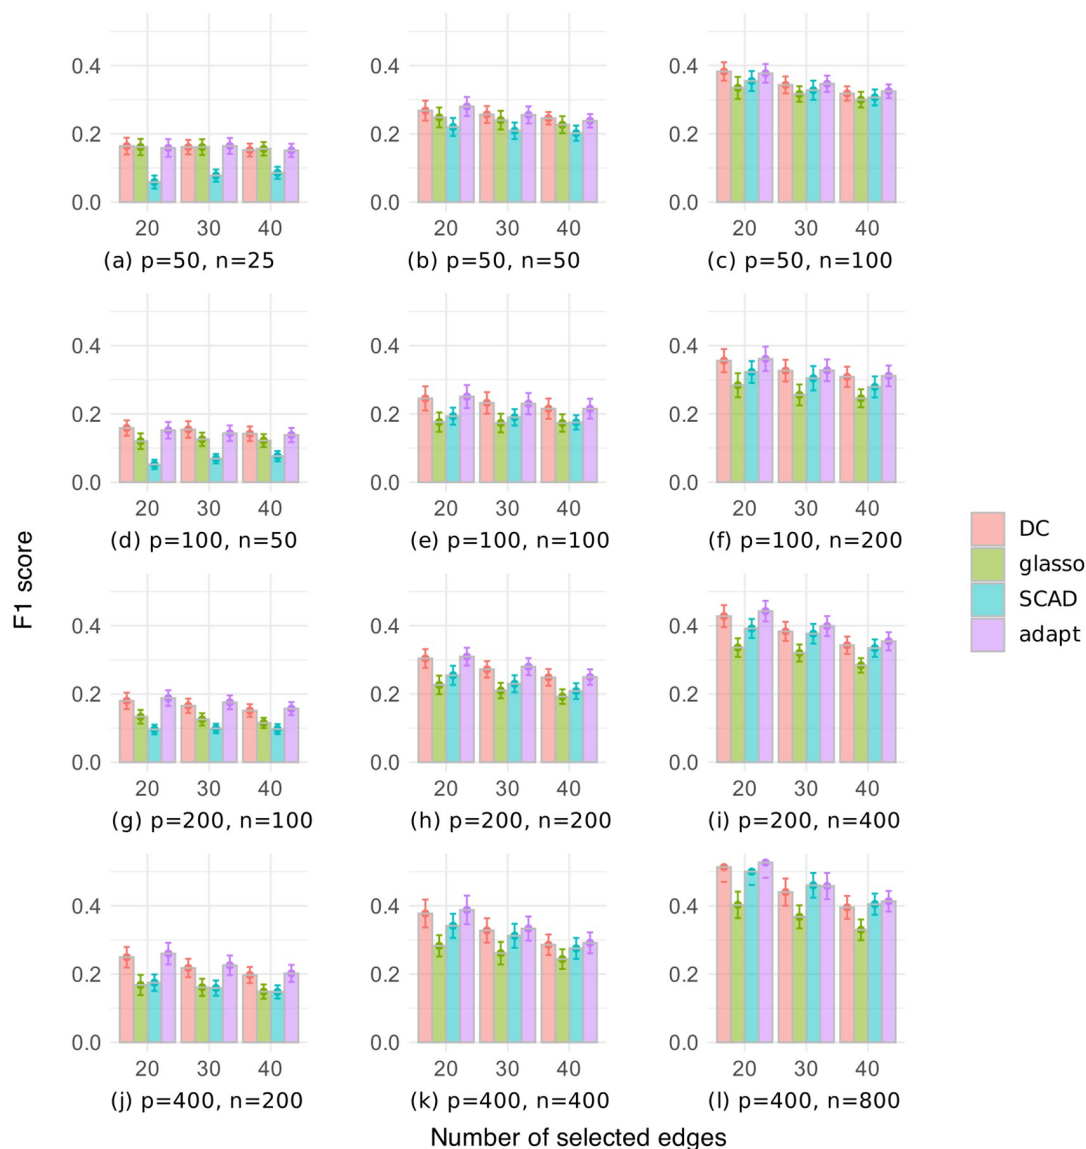 0.4 0.4 0.4
0.2 0.2 0.2
0.0 0.0 0.0
20 30 40 20 30 40 20 30 40
(a) p=50, n=25 (b) p=50, n=50 (c) p=50, n=100
0.4 0.4 0.4
0.2 0.2 0.2
0.0 0.0 0.0
20 30 40 20 30 40 20 30 40
(d) p=100, n=50 (e) p=100, n=100 (f) p=100, n=200
F1 score
0.4 0.4 0.4
0.2 0.2 0.2
0.0 0.0 0.0
20 30 40 20 30 40 20 30 40
(g) p=200, n=100 (h) p=200, n=200 (i) p=200, n=400
0.4 0.4 0.4
0.2 0.2 0.2
0.0 0.0 0.0
20 30 40 20 30 40 20 30 40
(j) p=400, n=200 (k) p=400, n=400 (l) p=400, n=800
Number of selected edges
DC
glasso
SCAD
adapt